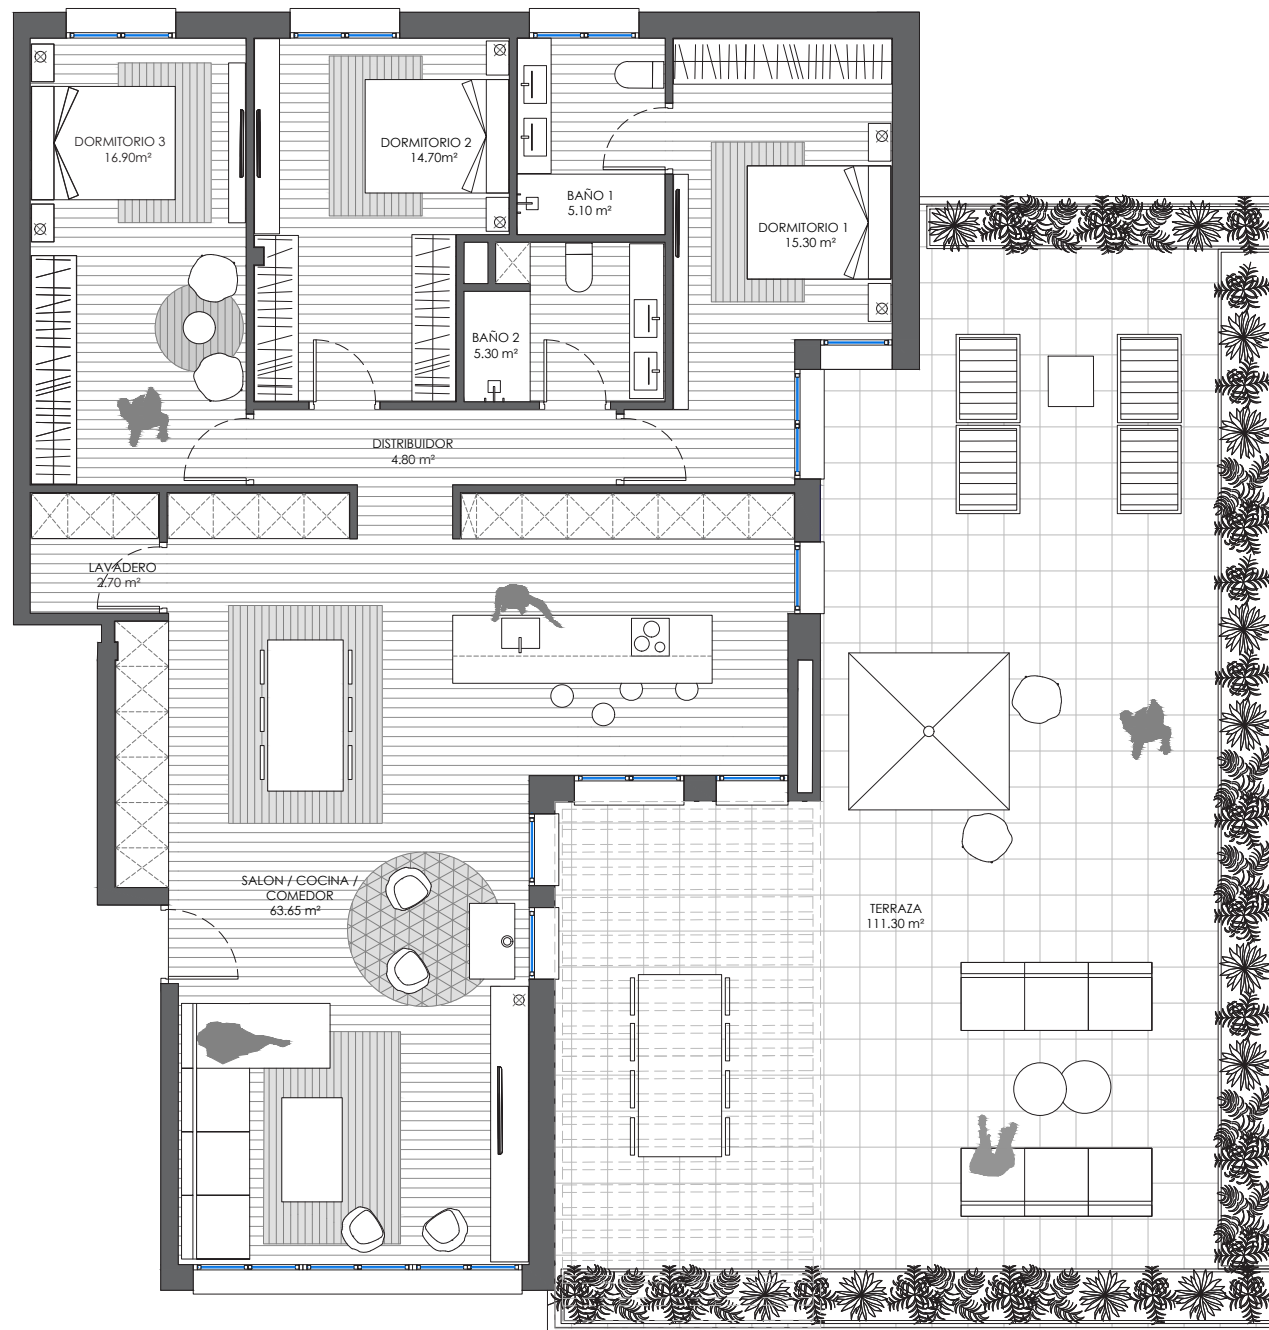 DORMITORIO 3
16.90m²
DORMITORIO 2
14.70m²
BAÑO 1
5.10 m²
DORMITORIO 1
15.30 m²
BAÑO 2
5.30 m²
DISTRIBUIDOR
4.80 m²
LAVADERO
2.70 m²
SALON / COCINA /
COMEDOR
63.65 m²
TERRAZA
111.30 m²